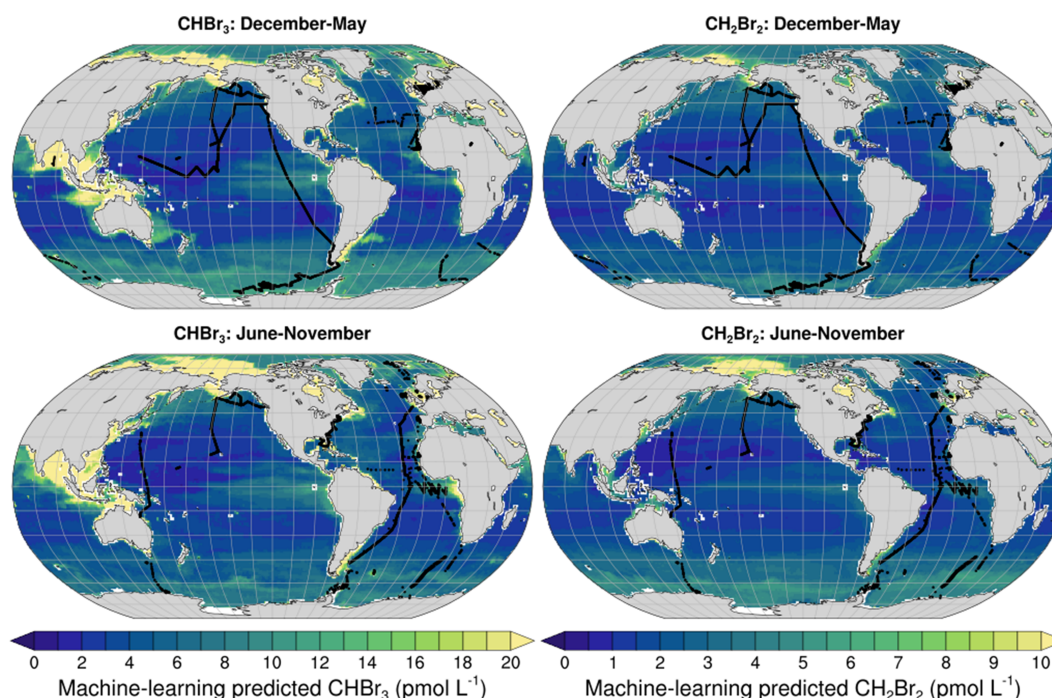 CHBr₃: December-May
CH₂Br₂: December-May
CHBr₃: June-November
CH₂Br₂: June-November
0 2 4 6 8 10 12 14 16 18 20
0 1 2 3 4 5 6 7 8 9 10
Machine-learning predicted CHBr₃ (pmol L⁻¹)
Machine-learning predicted CH₂Br₂ (pmol L⁻¹)